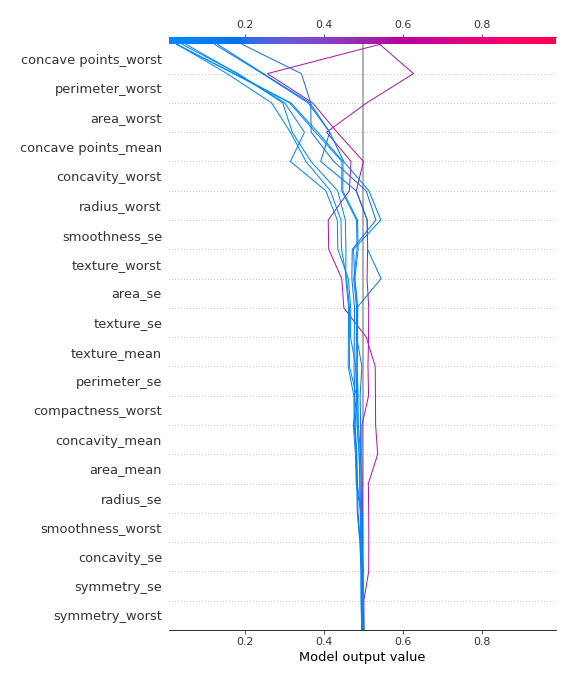 0.2 0.4 0.6 0.8
concave points_worst
perimeter_worst
area_worst
concave points_mean
concavity_worst
radius_worst
smoothness_se
texture_worst
area_se
texture_se
texture_mean
perimeter_se
compactness_worst
concavity_mean
area_mean
radius_se
smoothness_worst
concavity_se
symmetry_se
symmetry_worst
0.2 0.4 0.6 0.8
Model output value